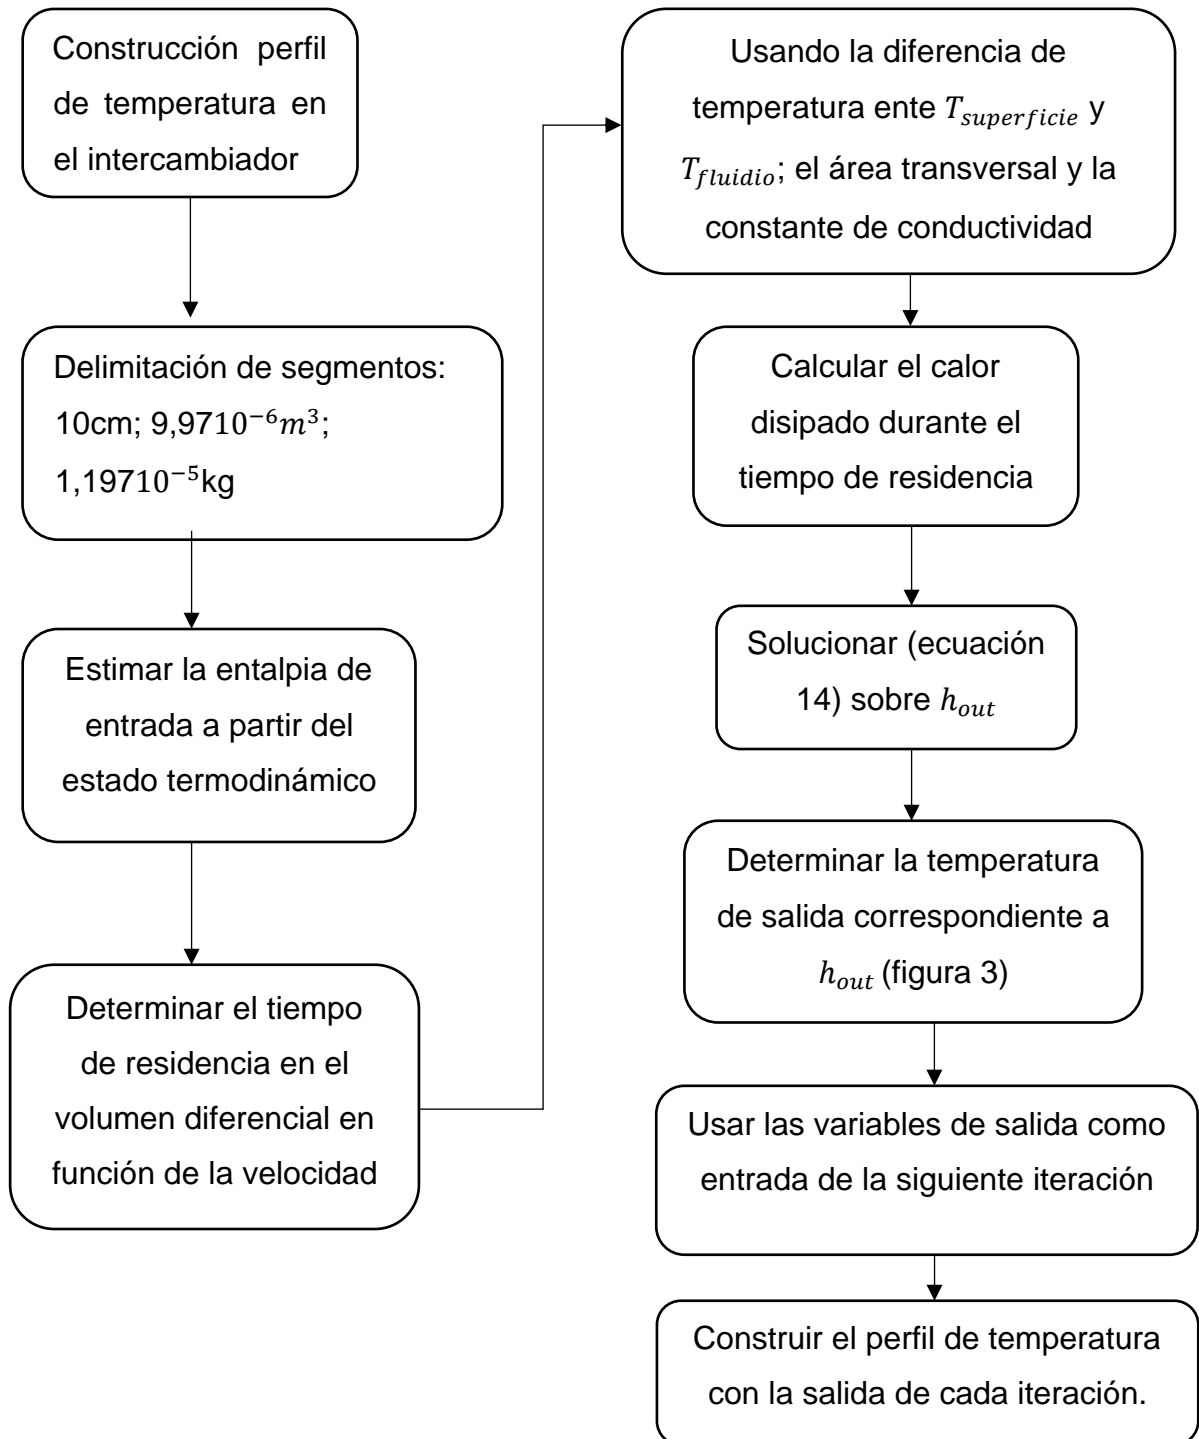 Construcción perfil
de temperatura en
el intercambiador
Delimitación de segmentos:
10cm; 9,9710⁻⁶m³;
1,19710⁻⁵kg
Estimar la entalpia de
entrada a partir del
estado termodinámico
Determinar el tiempo
de residencia en el
volumen diferencial en
función de la velocidad
Usando la diferencia de
temperatura ente T_superficie y
T_fluidio; el área transversal y la
constante de conductividad
Calcular el calor
disipado durante el
tiempo de residencia
Solucionar (ecuación
14) sobre h_out
Determinar la temperatura
de salida correspondiente a
h_out (figura 3)
Usar las variables de salida como
entrada de la siguiente iteración
Construir el perfil de temperatura
con la salida de cada iteración.